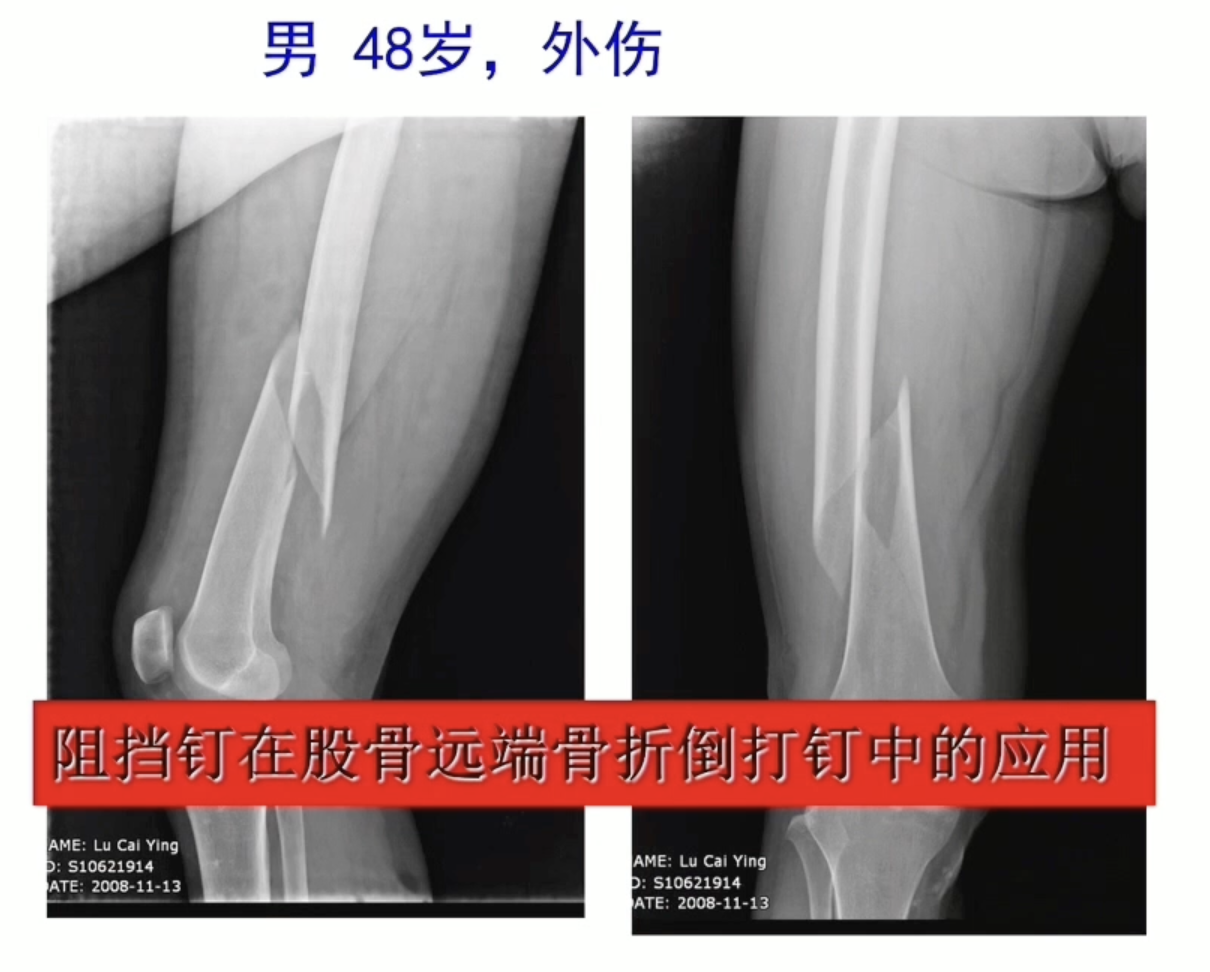 男 48岁，外伤
阻挡钉在股骨远端骨折倒打钉中的应用
AME: Lu Cai Ying
D: S10621914
ATE: 2008-11-13
AME: Lu Cai Ying
D: S10621914
ATE: 2008-11-13